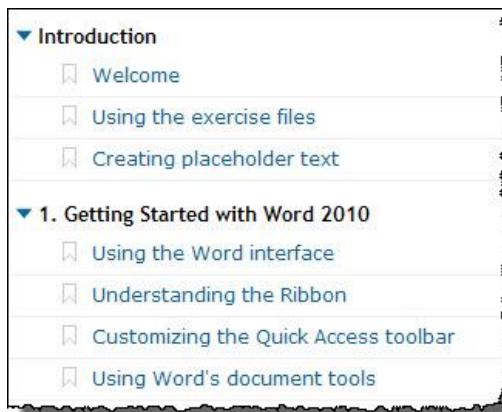 Introduction
Welcome
Using the exercise files
Creating placeholder text
1. Getting Started with Word 2010
Using the Word interface
Understanding the Ribbon
Customizing the Quick Access toolbar
Using Word's document tools